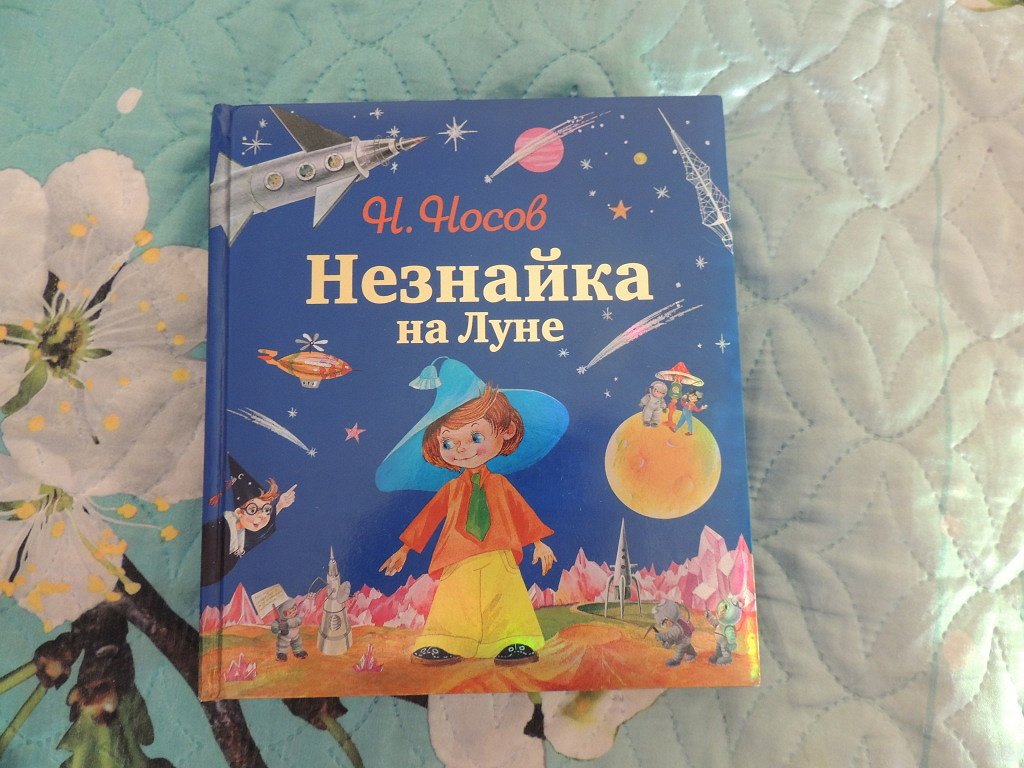 Н. Носов
Незнайка
на Луне